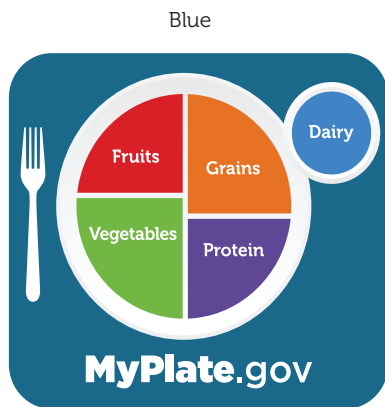 Blue
Dairy
Fruits
Grains
Vegetables
Protein
MyPlate.gov